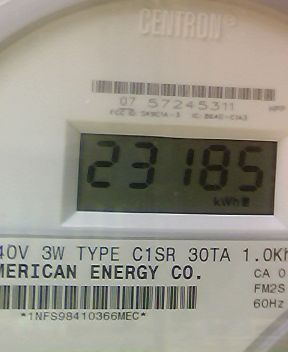 CENTRON®
07 57245311
23185
kWh
40V 3W TYPE C1SR 30TA 1.0Kh
MERICAN ENERGY CO.
CA 0
FM2S
60Hz
*1NFS98410366MEC*